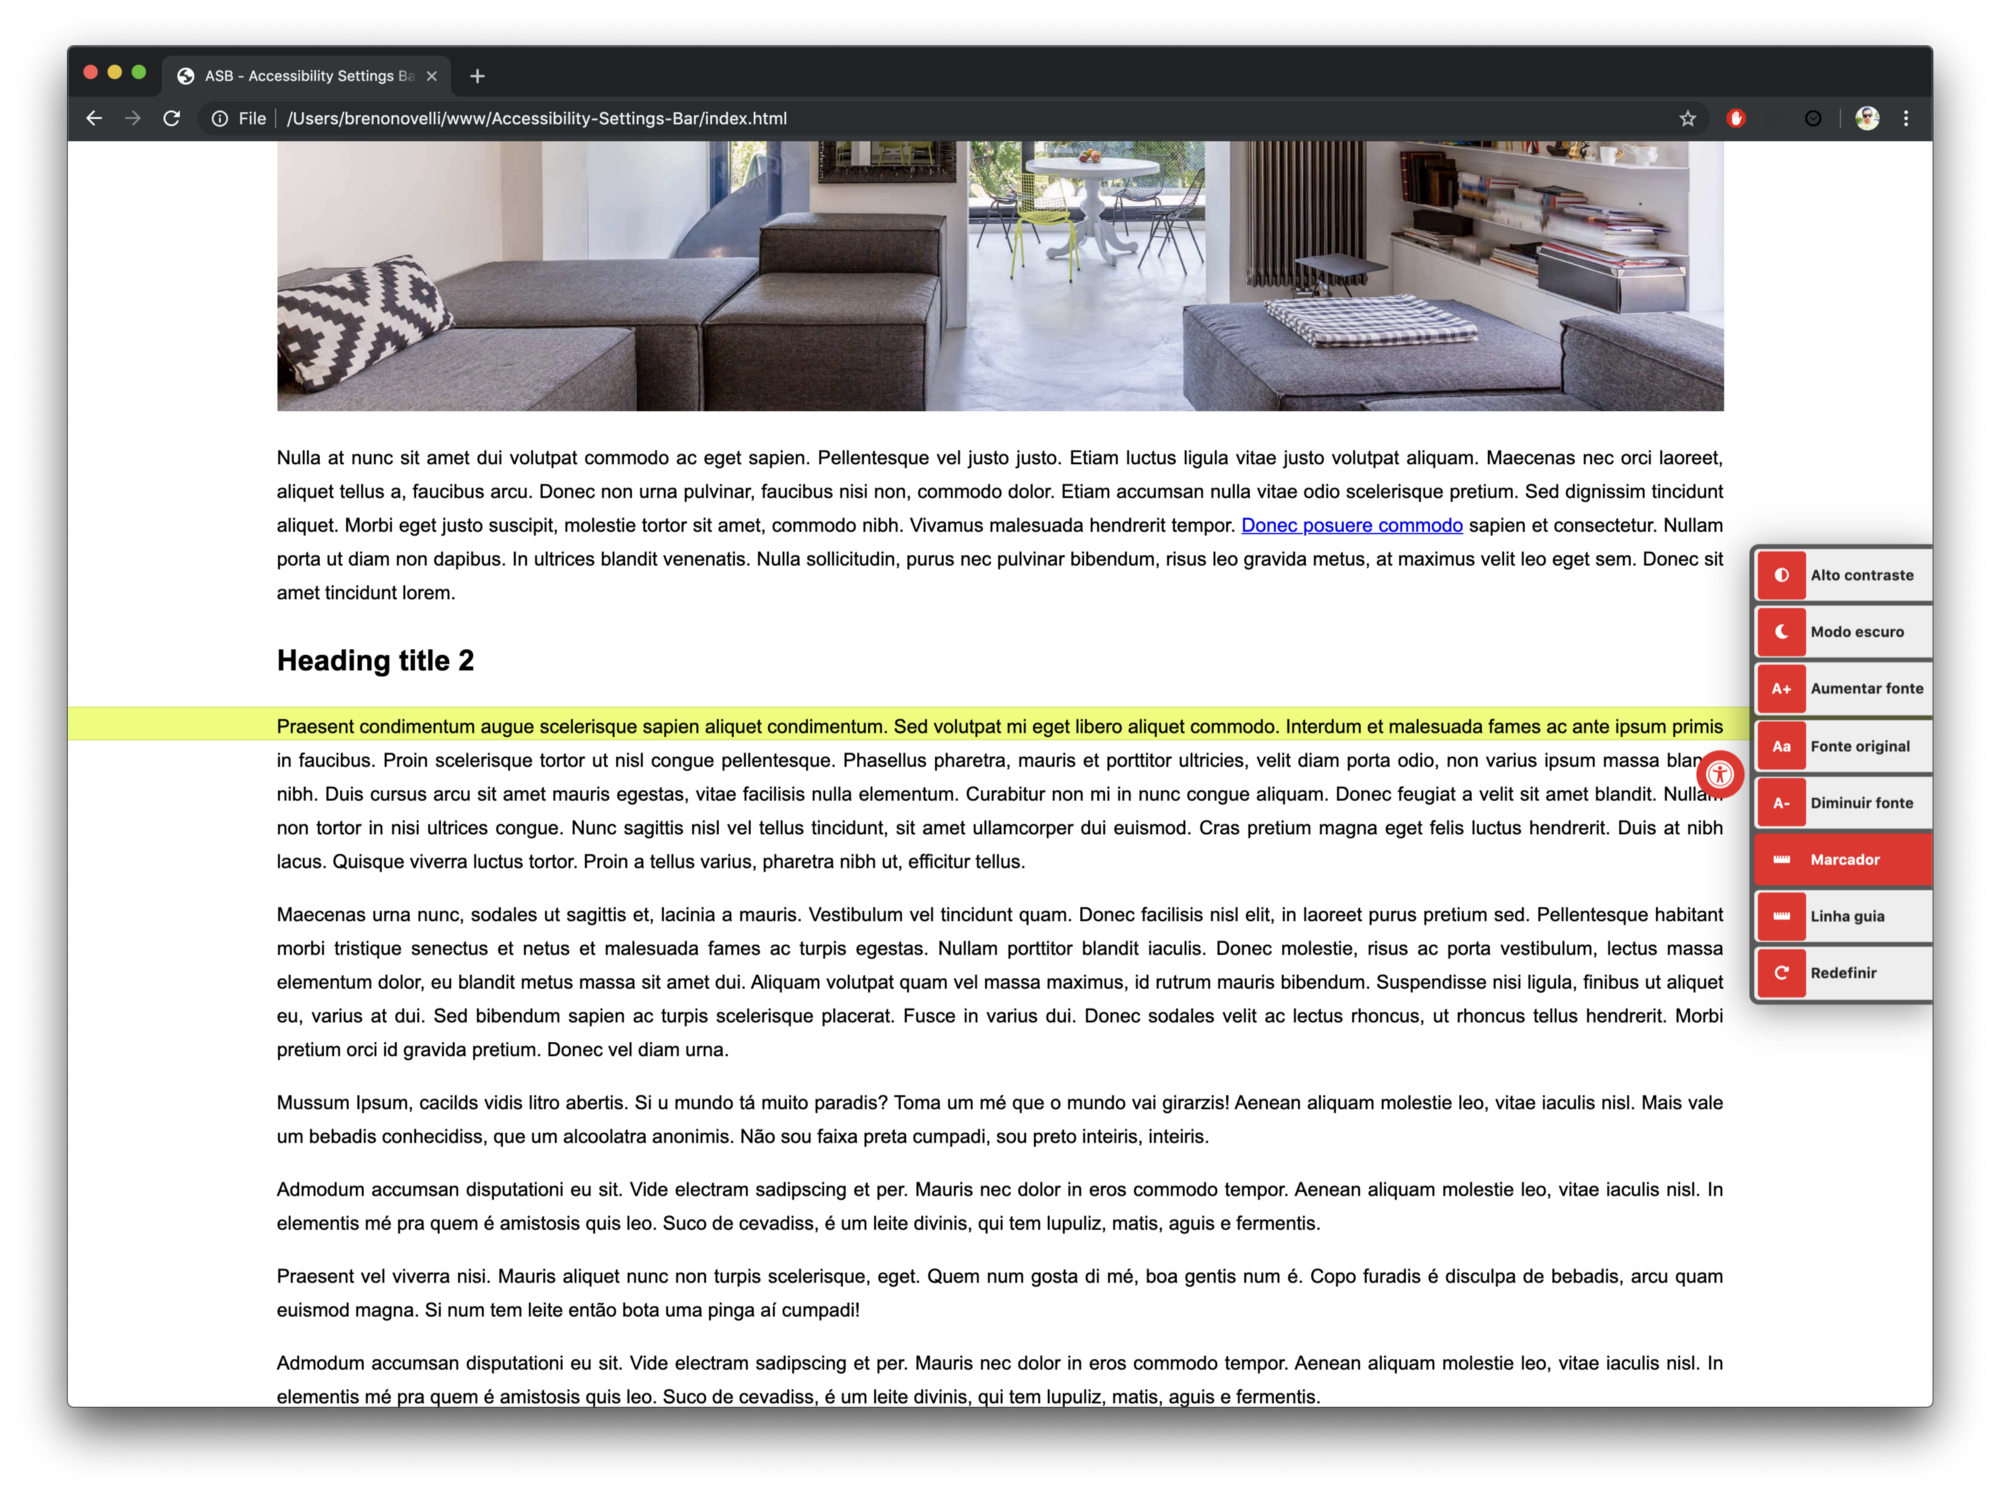 ASB - Accessibility Settings Ba
File /Users/brenonovelli/www/Accessibility-Settings-Bar/index.html
Nulla at nunc sit amet dui volutpat commodo ac eget sapien. Pellentesque vel justo justo. Etiam luctus ligula vitae justo volutpat aliquam. Maecenas nec orci laoreet,
aliquet tellus a, faucibus arcu. Donec non urna pulvinar, faucibus nisi non, commodo dolor. Etiam accumsan nulla vitae odio scelerisque pretium. Sed dignissim tincidunt
aliquet. Morbi eget justo suscipit, molestie tortor sit amet, commodo nibh. Vivamus malesuada hendrerit tempor. Donec posuere commodo sapien et consectetur. Nullam
porta ut diam non dapibus. In ultrices blandit venenatis. Nulla sollicitudin, purus nec pulvinar bibendum, risus leo gravida metus, at maximus velit leo eget sem. Donec sit
amet tincidunt lorem.
Heading title 2
Praesent condimentum augue scelerisque sapien aliquet condimentum. Sed volutpat mi eget libero aliquet commodo. Interdum et malesuada fames ac ante ipsum primis
in faucibus. Proin scelerisque tortor ut nisl congue pellentesque. Phasellus pharetra, mauris et porttitor ultricies, velit diam porta odio, non varius ipsum massa blan
nibh. Duis cursus arcu sit amet mauris egestas, vitae facilisis nulla elementum. Curabitur non mi in nunc congue aliquam. Donec feugiat a velit sit amet blandit. Nullam
non tortor in nisi ultrices congue. Nunc sagittis nisl vel tellus tincidunt, sit amet ullamcorper dui euismod. Cras pretium magna eget felis luctus hendrerit. Duis at nibh
lacus. Quisque viverra luctus tortor. Proin a tellus varius, pharetra nibh ut, efficitur tellus.
Maecenas urna nunc, sodales ut sagittis et, lacinia a mauris. Vestibulum vel tincidunt quam. Donec facilisis nisl elit, in laoreet purus pretium sed. Pellentesque habitant
morbi tristique senectus et netus et malesuada fames ac turpis egestas. Nullam porttitor blandit iaculis. Donec molestie, risus ac porta vestibulum, lectus massa
elementum dolor, eu blandit metus massa sit amet dui. Aliquam volutpat quam vel massa maximus, id rutrum mauris bibendum. Suspendisse nisi ligula, finibus ut aliquet
eu, varius at dui. Sed bibendum sapien ac turpis scelerisque placerat. Fusce in varius dui. Donec sodales velit ac lectus rhoncus, ut rhoncus tellus hendrerit. Morbi
pretium orci id gravida pretium. Donec vel diam urna.
Mussum Ipsum, cacilds vidis litro abertis. Si u mundo tá muito paradis? Toma um mé que o mundo vai girarzis! Aenean aliquam molestie leo, vitae iaculis nisl. Mais vale
um bebadis conhecidiss, que um alcoolatra anonimis. Não sou faixa preta cumpadi, sou preto inteiris, inteiris.
Admodum accumsan disputationi eu sit. Vide electram sadipscing et per. Mauris nec dolor in eros commodo tempor. Aenean aliquam molestie leo, vitae iaculis nisl. In
elementis mé pra quem é amistosis quis leo. Suco de cevadiss, é um leite divinis, qui tem lupuliz, matis, aguis e fermentis.
Praesent vel viverra nisi. Mauris aliquet nunc non turpis scelerisque, eget. Quem num gosta di mé, boa gentis num é. Copo furadis é disculpa de bebadis, arcu quam
euismod magna. Si num tem leite então bota uma pinga aí cumpadi!
Admodum accumsan disputationi eu sit. Vide electram sadipscing et per. Mauris nec dolor in eros commodo tempor. Aenean aliquam molestie leo, vitae iaculis nisl. In
elementis mé pra quem é amistosis quis leo. Suco de cevadiss, é um leite divinis, qui tem lupuliz, matis, aguis e fermentis.
Alto contraste
Modo escuro
A+ Aumentar fonte
Aa Fonte original
A- Diminuir fonte
Marcador
Linha guia
Redefinir